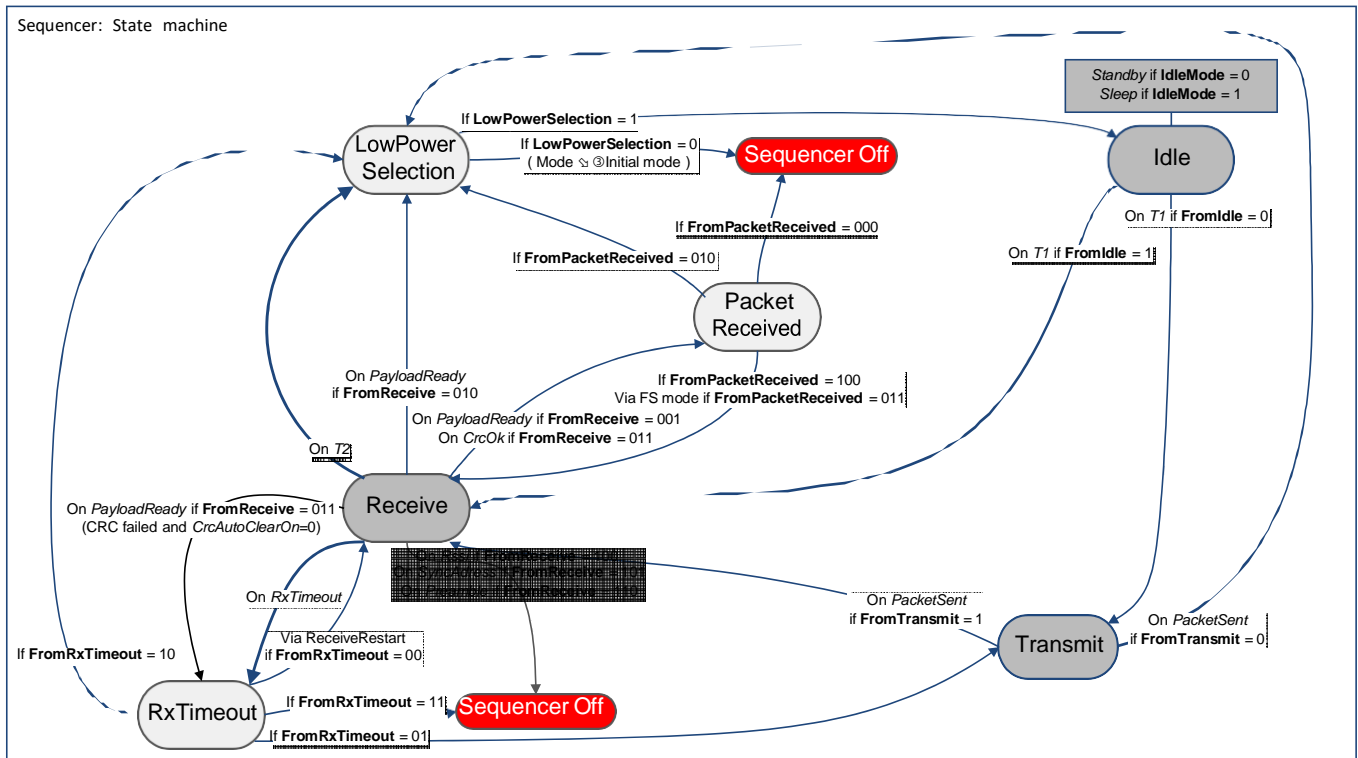 Sequencer: State machine
Standby if IdleMode = 0
Sleep if IdleMode = 1
If LowPowerSelection = 1
LowPower
Selection
If LowPowerSelection = 0
( Mode ⇘ ③Initial mode )
Sequencer Off
Idle
On T1 if FromIdle = 0
If FromPacketReceived = 000
On T1 if FromIdle = 1
If FromPacketReceived = 010
Packet
Received
On PayloadReady
if FromReceive = 010
If FromPacketReceived = 100
Via FS mode if FromPacketReceived = 011
On PayloadReady if FromReceive = 001
On CrcOk if FromReceive = 011
On T2
Receive
On PayloadReady if FromReceive = 011
(CRC failed and CrcAutoClearOn=0)
FromReceive
FromReceive
On RxTimeout
On PacketSent
if FromTransmit = 1
On PacketSent
if FromTransmit = 0
Transmit
Via ReceiveRestart
if FromRxTimeout = 00
If FromRxTimeout = 10
If FromRxTimeout = 11
Sequencer Off
RxTimeout
If FromRxTimeout = 01